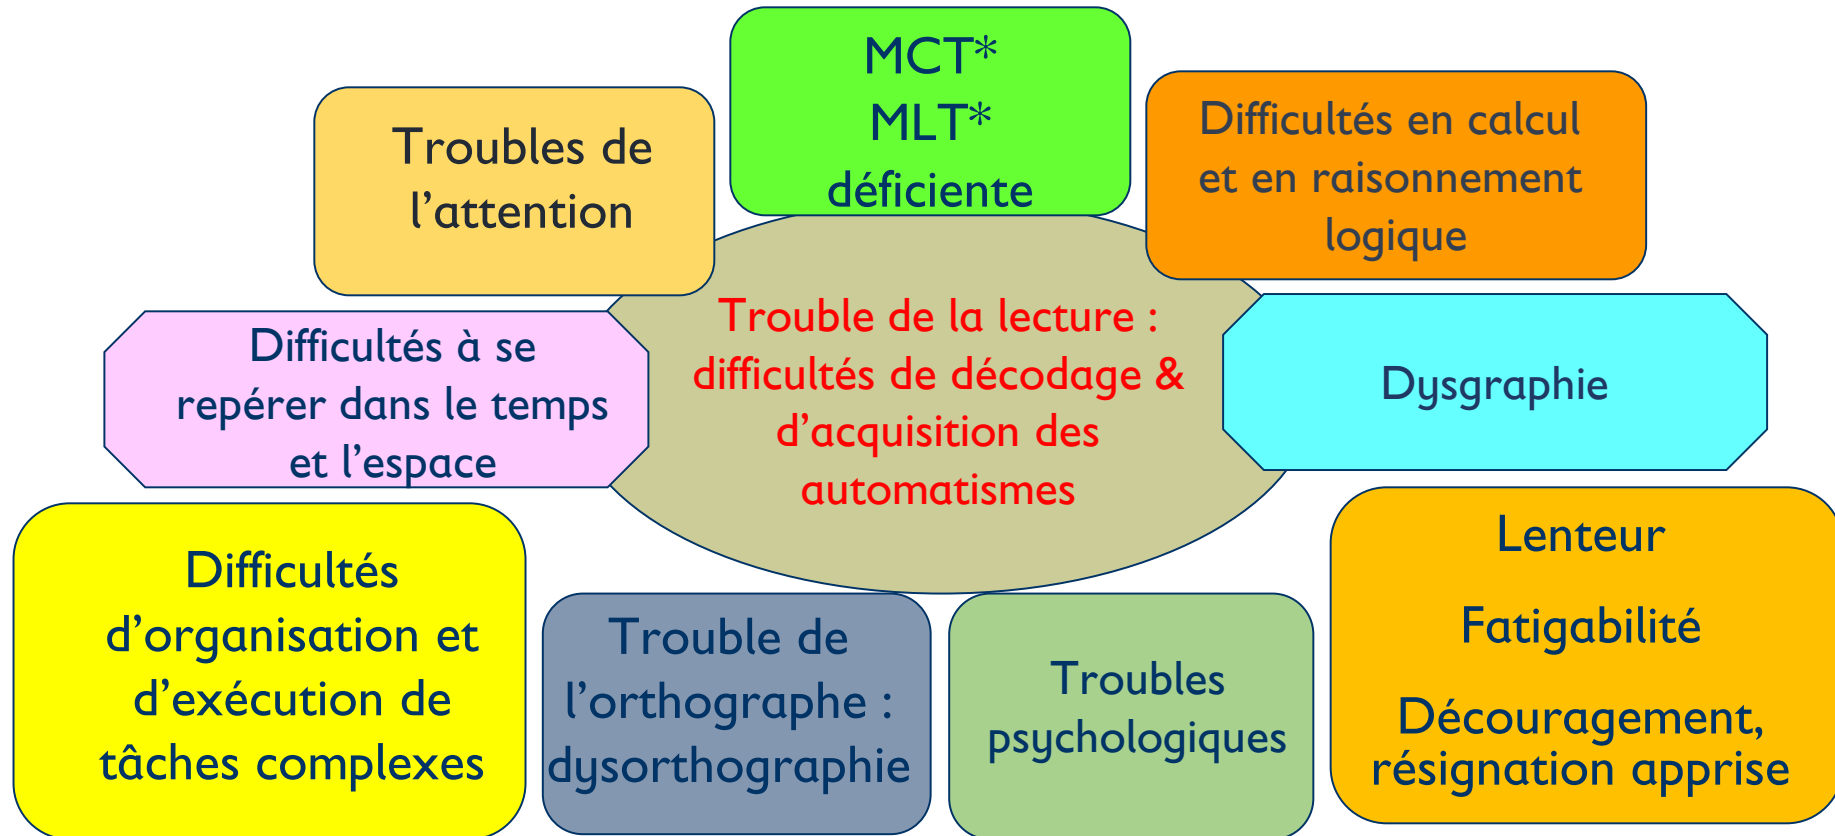 MCT*
MLT*
déficiente
Troubles de
l’attention
Difficultés en calcul
et en raisonnement
logique
Trouble de la lecture :
difficultés de décodage &
d’acquisition des
automatismes
Difficultés à se
repérer dans le temps
et l’espace
Dysgraphie
Difficultés
d’organisation et
d’exécution de
tâches complexes
Trouble de
l’orthographe :
dysorthographie
Troubles
psychologiques
Lenteur
Fatigabilité
Découragement,
résignation apprise